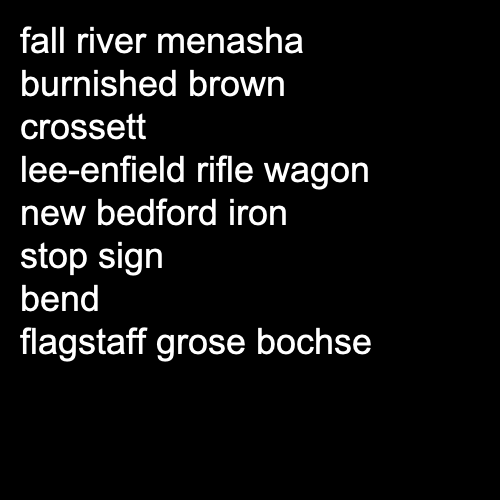 fall river menasha
burnished brown
crossett
lee-enfield rifle wagon
new bedford iron
stop sign
bend
flagstaff grose bochse